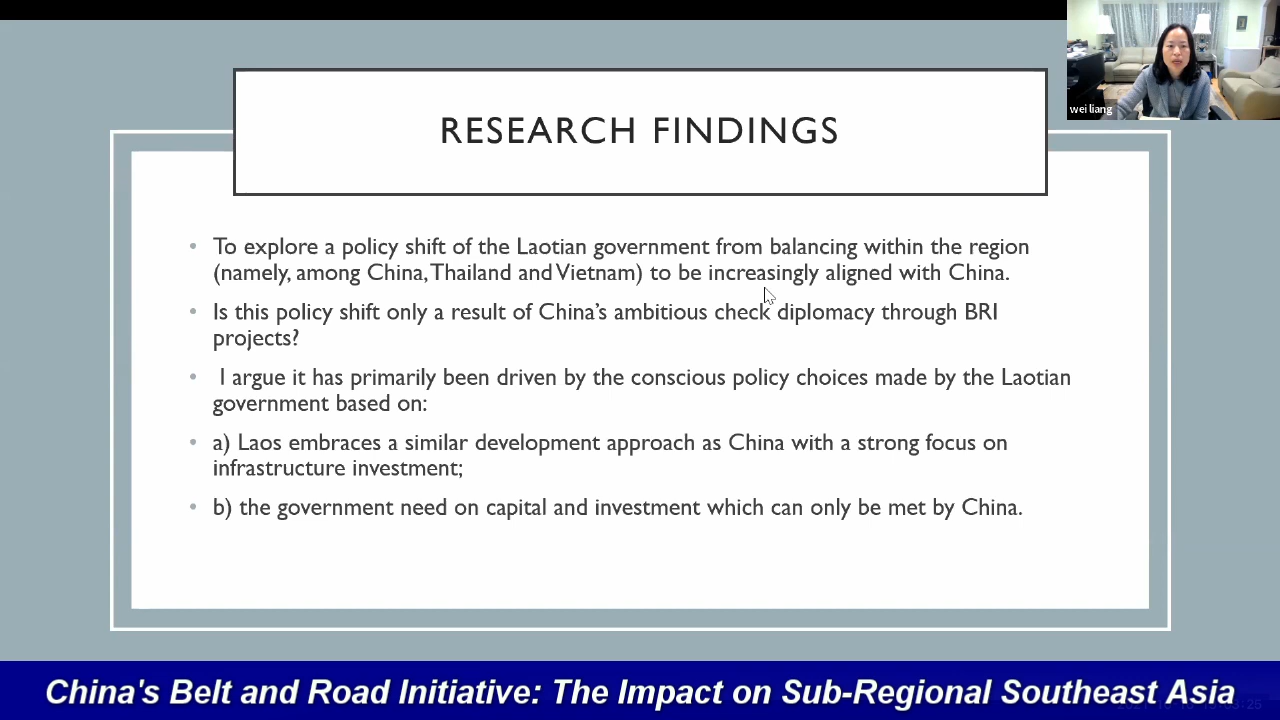 wei liang
RESEARCH FINDINGS
• To explore a policy shift of the Laotian government from balancing within the region
(namely, among China, Thailand and Vietnam) to be increasingly aligned with China.
• Is this policy shift only a result of China’s ambitious check diplomacy through BRI
projects?
• I argue it has primarily been driven by the conscious policy choices made by the Laotian
government based on:
• a) Laos embraces a similar development approach as China with a strong focus on
infrastructure investment;
• b) the government need on capital and investment which can only be met by China.
China's Belt and Road Initiative: The Impact on Sub-Regional Southeast Asia